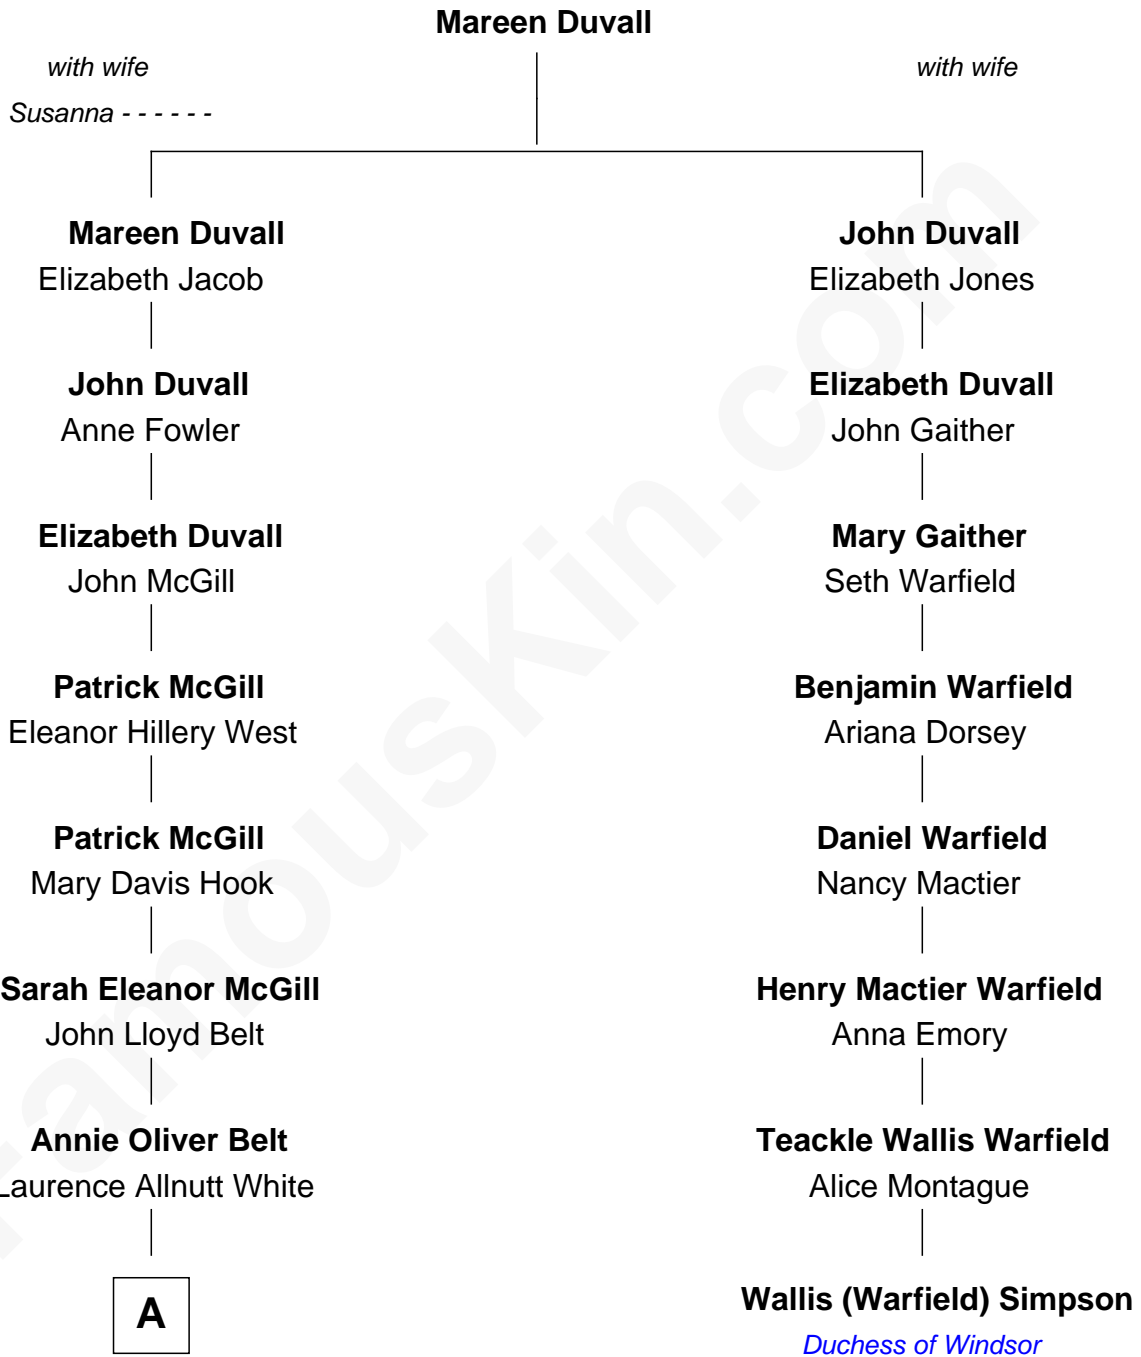 Mareen Duvall
with wife
with wife
Susanna - - - - - -
Mareen Duvall
John Duvall
Elizabeth Jacob
Elizabeth Jones
John Duvall
Elizabeth Duvall
Anne Fowler
John Gaither
Elizabeth Duvall
Mary Gaither
John McGill
Seth Warfield
Patrick McGill
Benjamin Warfield
Eleanor Hillery West
Ariana Dorsey
Patrick McGill
Daniel Warfield
Mary Davis Hook
Nancy Mactier
Sarah Eleanor McGill
Henry Mactier Warfield
John Lloyd Belt
Anna Emory
Annie Oliver Belt
Teackle Wallis Warfield
Laurence Allnutt White
Alice Montague
A
Wallis (Warfield) Simpson
Duchess of Windsor
FamousKin.com